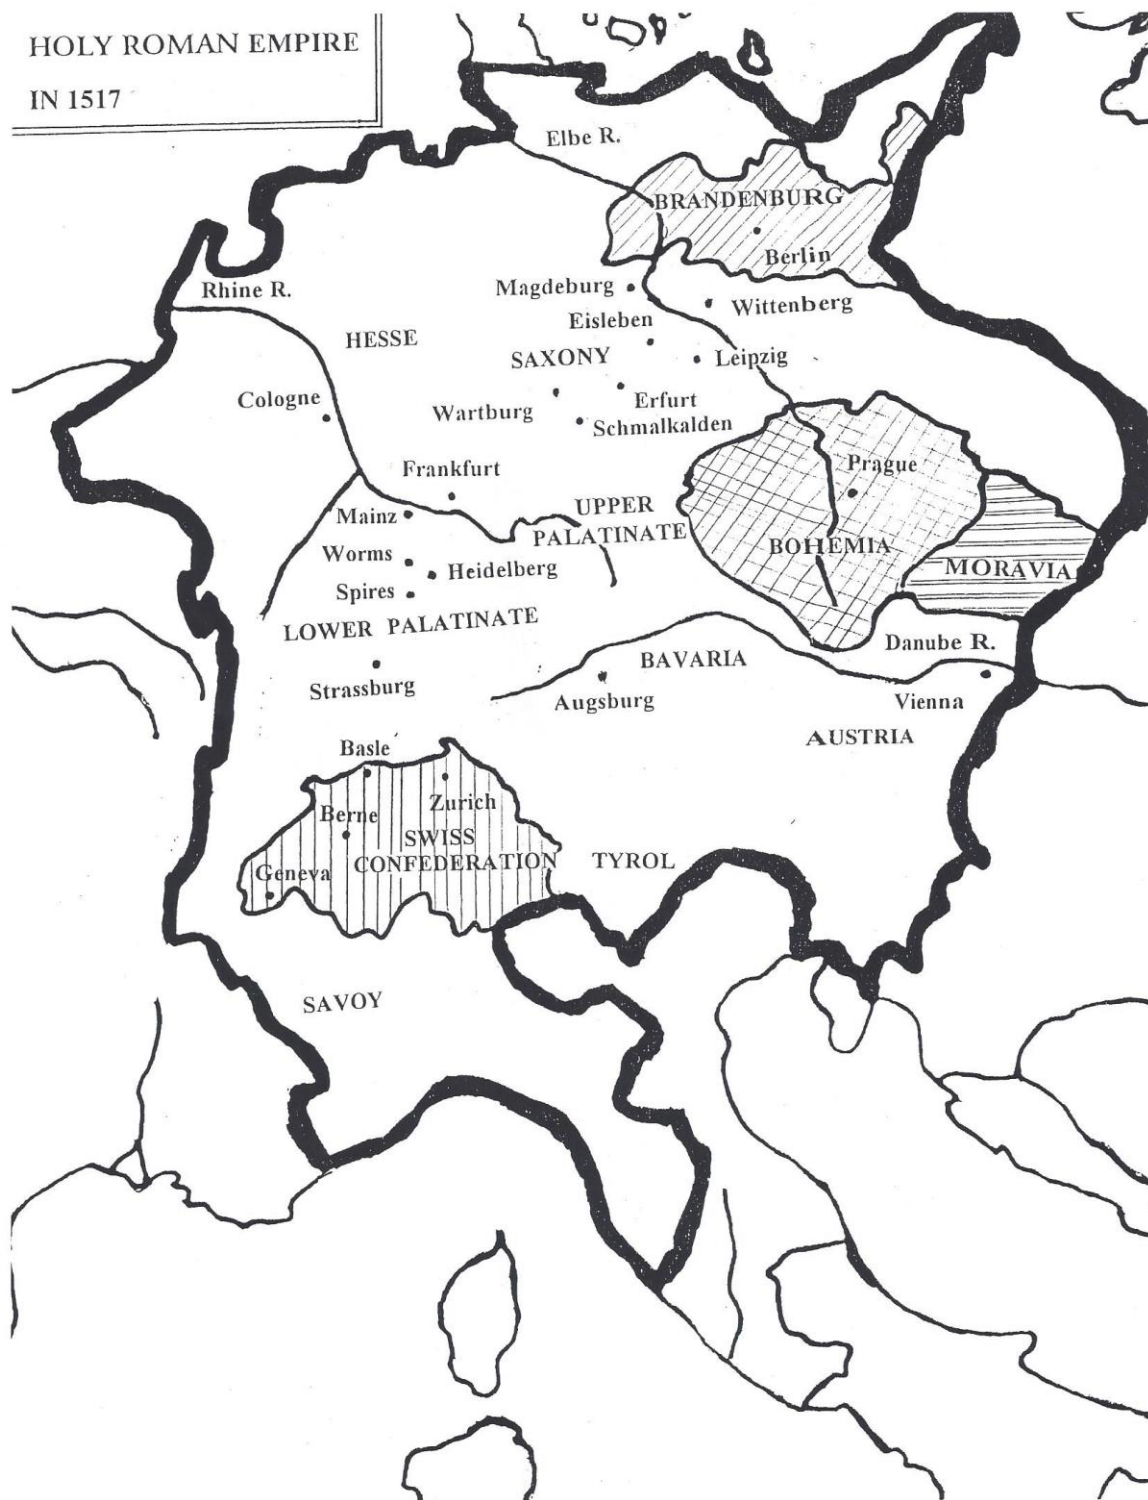 HOLY ROMAN EMPIRE
IN 1517
Elbe R.
BRANDENBURG
Berlin
Rhine R.
Magdeburg
Wittenberg
Eisleben
HESSE
SAXONY
Leipzig
Cologne
Wartburg
Erfurt
Schmalkalden
Frankfurt
Prague
Mainz
UPPER
PALATINATE
BOHEMIA
Worms
Heidelberg
MORAVIA
Spires
LOWER PALATINATE
Danube R.
BAVARIA
Strassburg
Augsburg
Vienna
AUSTRIA
Basle
Zurich
Berne
SWISS
CONFEDERATION
TYROL
Geneva
SAVOY